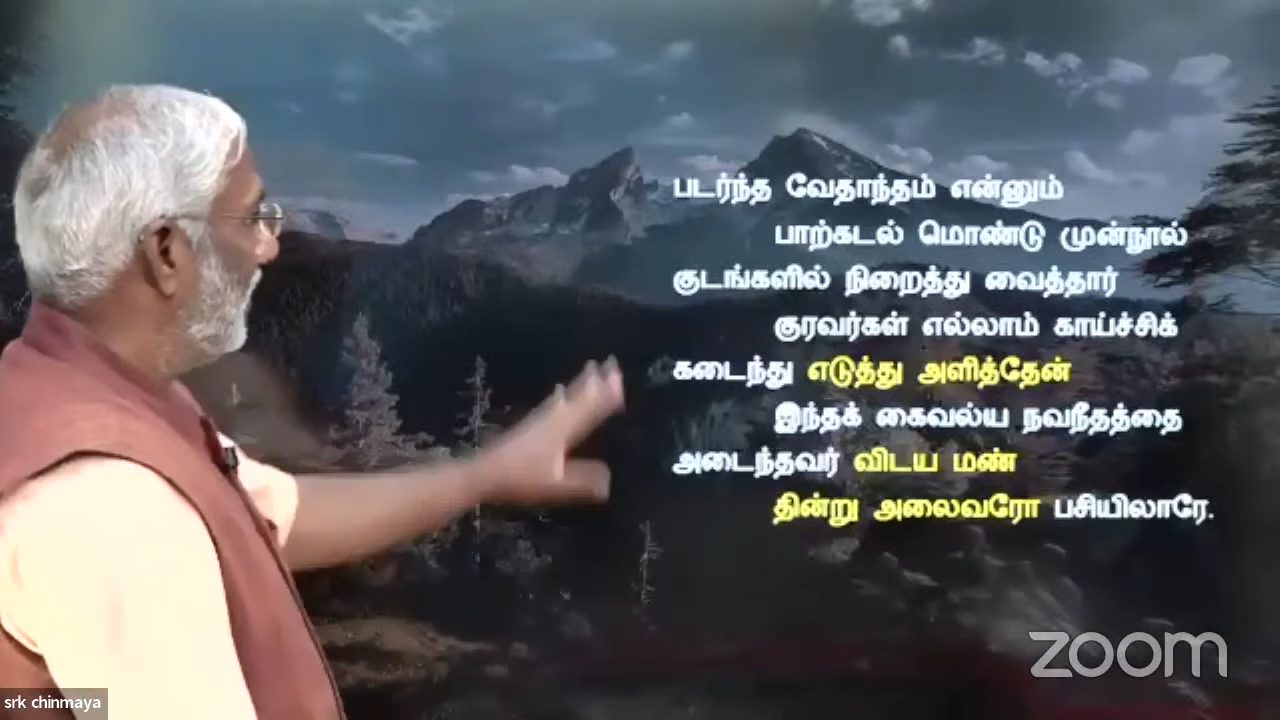 படர்ந்த வேதாந்தம் என்னும்
பாற்கடல் மொண்டு முன்நூல்
குடங்களில் நிறைத்து வைத்தார்
குரவர்கள் எல்லாம் காய்ச்சிக்
கடைந்து எடுத்து அளித்தேன்
இந்தக் கைவல்ய நவநீதத்தை
அடைந்தவர் விடய மண்
தின்று அலைவரோ பசியிலாரே.
zoom
srk chinmaya